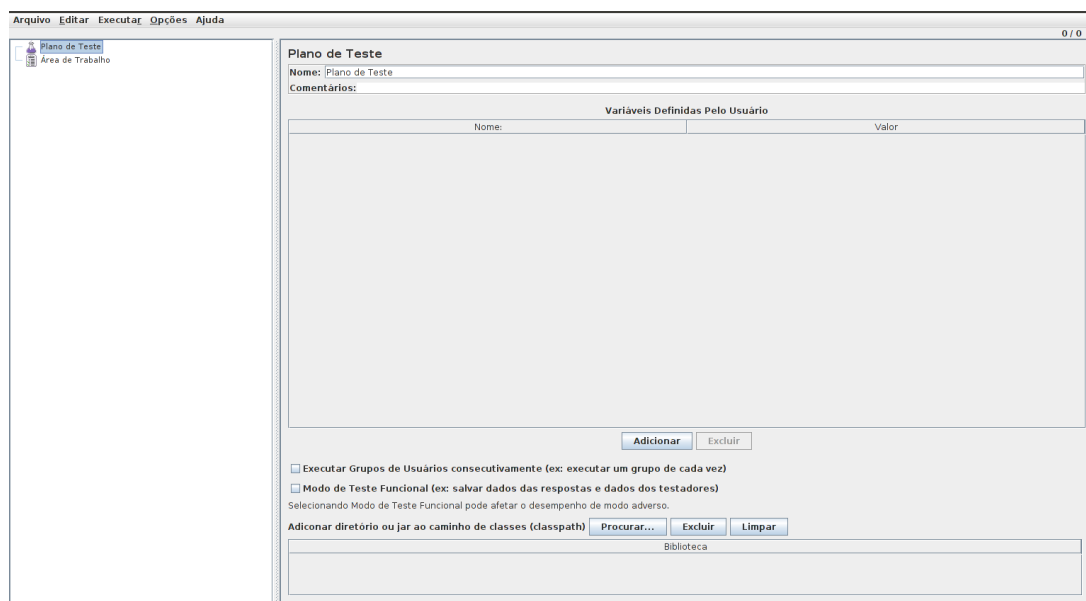 Arquivo Editar Executar Opções Ajuda
0 / 0
Plano de Teste
Área de Trabalho
Plano de Teste
Nome: Plano de Teste
Comentários:
Variáveis Definidas Pelo Usuário
Nome: Valor
Adicionar Excluir
Executar Grupos de Usuários consecutivamente (ex: executar um grupo de cada vez)
Modo de Teste Funcional (ex: salvar dados das respostas e dados dos testadores)
Selecionando Modo de Teste Funcional pode afetar o desempenho de modo adverso.
Adiconar diretório ou jar ao caminho de classes (classpath) Procurar... Excluir Limpar
Biblioteca